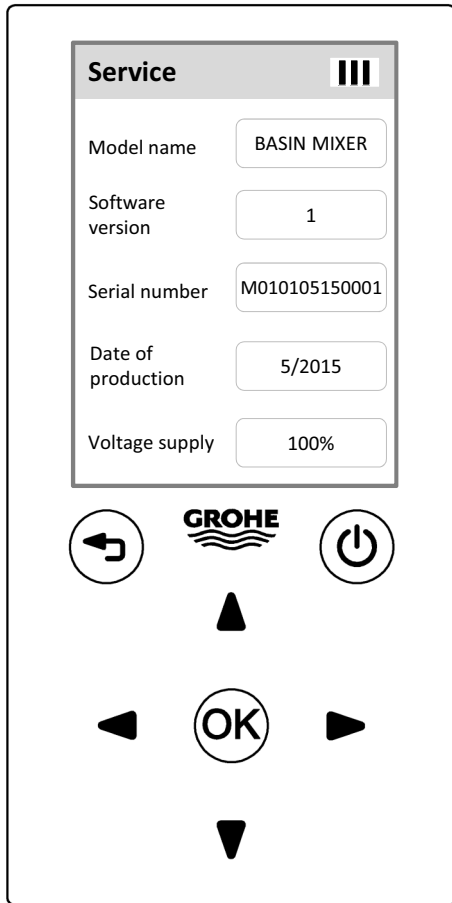 Service
Model name
BASIN MIXER
Software
version
1
Serial number
M010105150001
Date of
production
5/2015
Voltage supply
100%
GROHE
OK